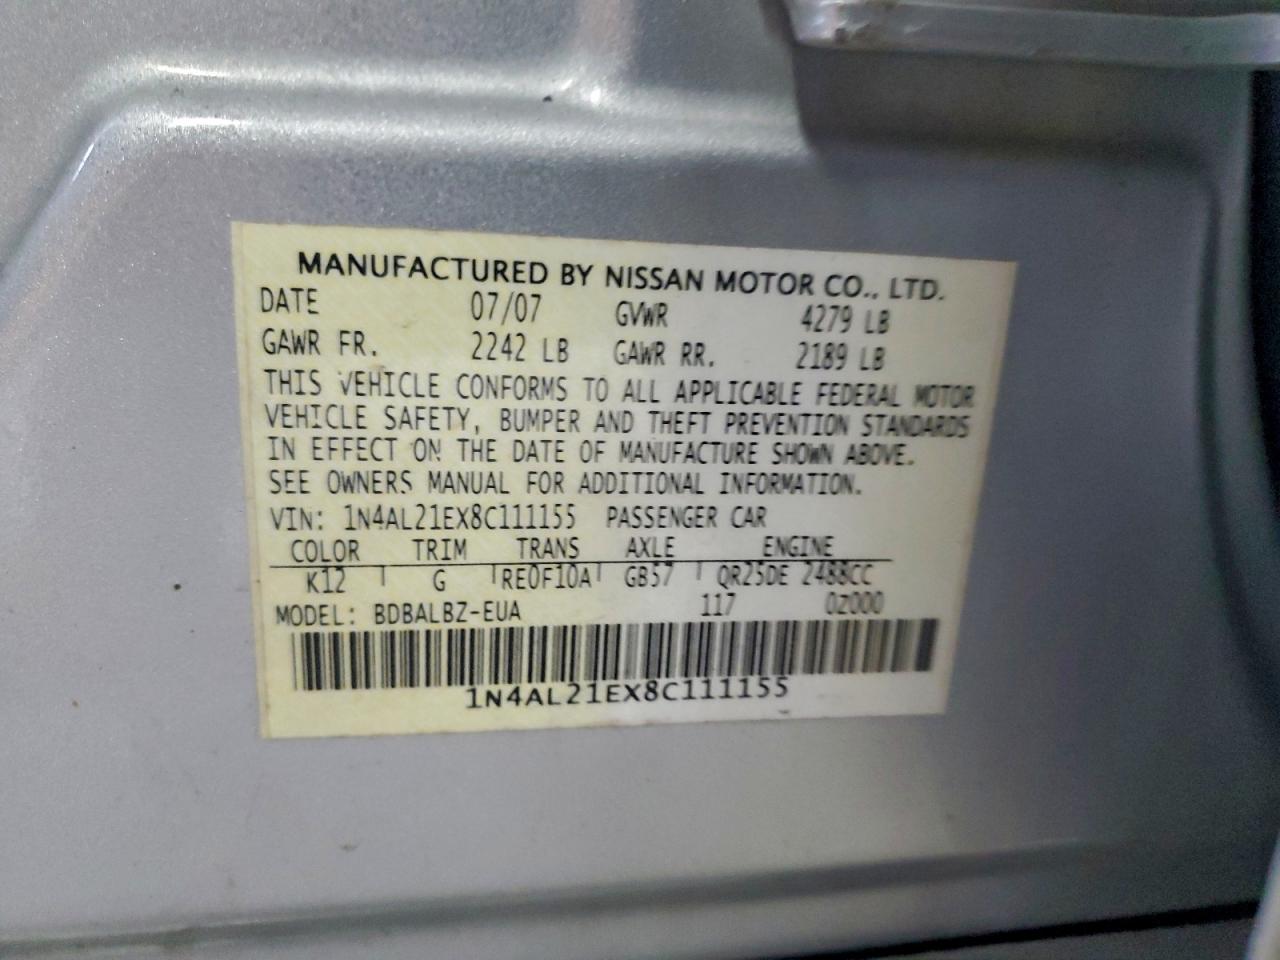 MANUFACTURED BY NISSAN MOTOR CO., LTD.
DATE 07/07 GVWR 4279 LB
GAWR FR. 2242 LB GAWR RR. 2189 LB
THIS VEHICLE CONFORMS TO ALL APPLICABLE FEDERAL MOTOR
VEHICLE SAFETY, BUMPER AND THEFT PREVENTION STANDARDS
IN EFFECT ON THE DATE OF MANUFACTURE SHOWN ABOVE.
SEE OWNERS MANUAL FOR ADDITIONAL INFORMATION.
VIN: 1N4AL21EX8C111155 PASSENGER CAR
COLOR TRIM TRANS AXLE ENGINE
K12 G RE0F10A GB57 QR25DE 2488CC
MODEL: BDBALBZ-EUA 117 0Z000
1N4AL21EX8C111155